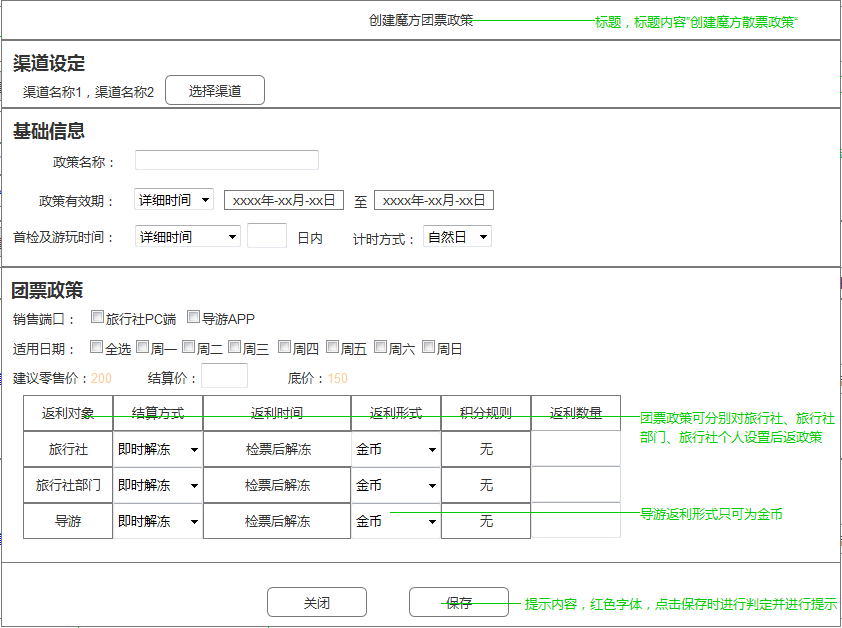 创建魔方团票政策 标题，标题内容"创建魔方散票政策"
渠道设定
渠道名称1，渠道名称2 选择渠道
基础信息
政策名称：
政策有效期： 详细时间 xxxx年-xx月-xx日 至 xxxx年-xx月-xx日
首检及游玩时间： 详细时间 日内 计时方式： 自然日
团票政策
销售端口： 旅行社PC端 导游APP
适用日期： 全选 周一 周二 周三 周四 周五 周六 周日
建议零售价：200 结算价： 底价：150
返利对象 结算方式 返利时间 返利形式 积分规则 返利数量
团票政策可分别对旅行社、旅行社
部门、旅行社个人设置后返政策
旅行社 即时解冻 检票后解冻 金币 无
旅行社部门 即时解冻 检票后解冻 金币 无
导游 即时解冻 检票后解冻 金币 无
导游返利形式只可为金币
关闭 保存 提示内容，红色字体，点击保存时进行判定并进行提示